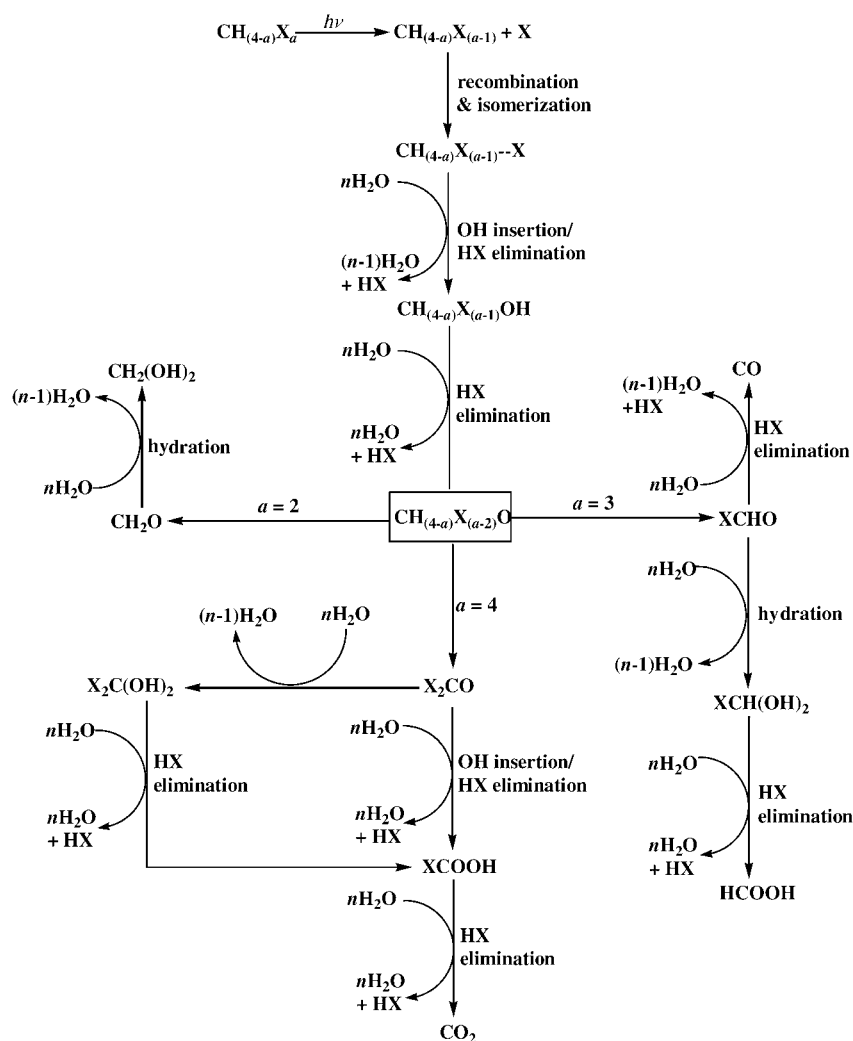 CH(4-a)Xa hν CH(4-a)X(a-1) + X
recombination
& isomerization
CH(4-a)X(a-1)--X
nH2O
OH insertion/
HX elimination
(n-1)H2O
+ HX
CH(4-a)X(a-1)OH
nH2O
HX
elimination
nH2O
+ HX
CH2(OH)2
(n-1)H2O
hydration
nH2O
CO
(n-1)H2O
+HX
HX
elimination
nH2O
CH2O a = 2 CH(4-a)X(a-2)O a = 3 XCHO
a = 4
nH2O
hydration
(n-1)H2O
XCH(OH)2
(n-1)H2O nH2O
X2C(OH)2 X2CO
nH2O
HX
elimination
nH2O
+ HX
nH2O
OH insertion/
HX elimination
nH2O
+ HX
nH2O
HX
elimination
nH2O
+ HX
HCOOH
XCOOH
nH2O
HX
elimination
nH2O
+ HX
CO2